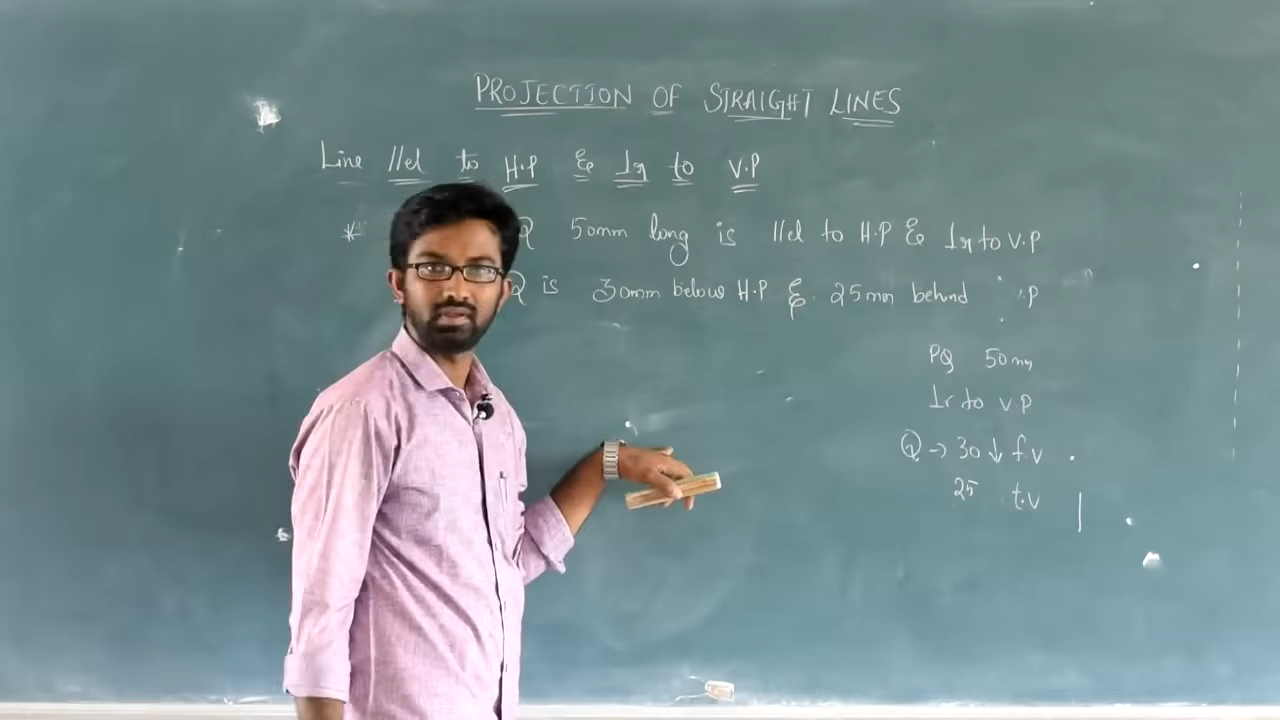 PROJECTION OF STRAIGHT LINES
Line //el to H.P & ⊥r to V.P
* Q 50mm long is //el to H.P & ⊥r to V.P
Q is 30mm below H.P & 25mm behind .P
PQ 50mm
⊥r to V P
Q → 30 ↓ f.v .
25 t.v |